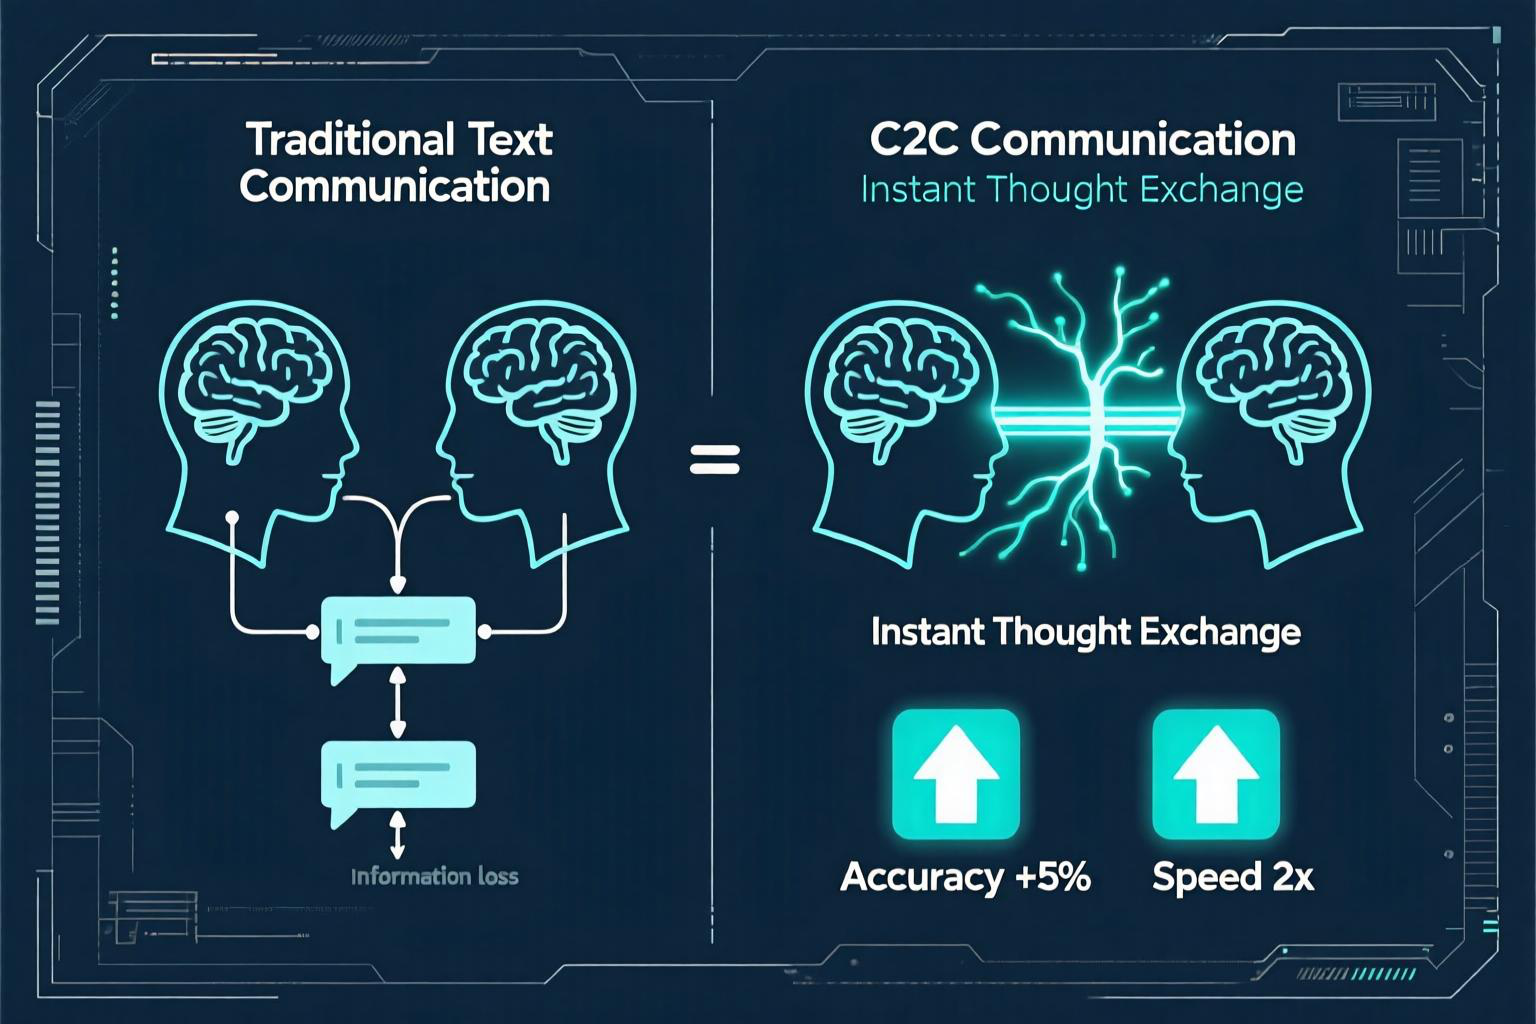 Traditional Text
Communication
Information loss
=
C2C Communication
Instant Thought Exchange
Instant Thought Exchange
Accuracy +5%
Speed 2x